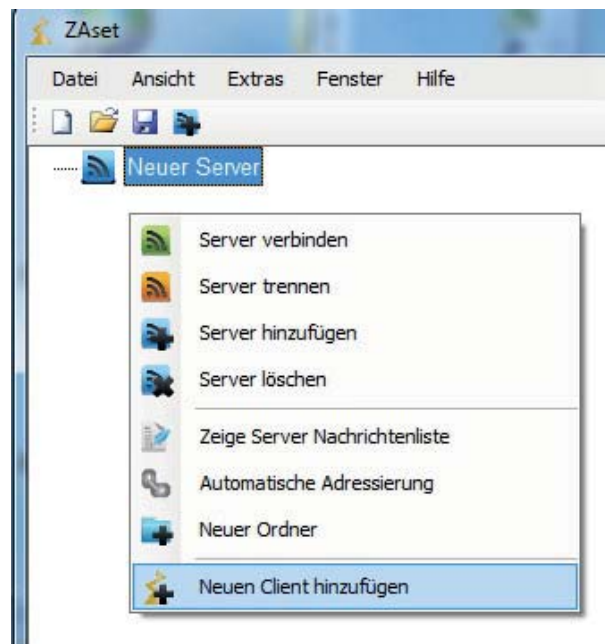 ZAset
Datei Ansicht Extras Fenster Hilfe
Neuer Server
Server verbinden
Server trennen
Server hinzufügen
Server löschen
Zeige Server Nachrichtenliste
Automatische Adressierung
Neuer Ordner
Neuen Client hinzufügen